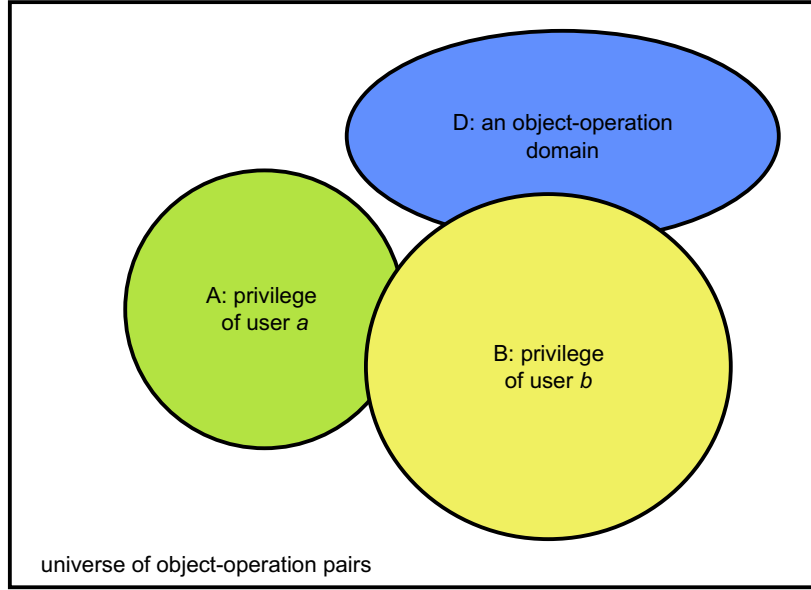 D: an object-operation
domain
A: privilege
of user a
B: privilege
of user b
universe of object-operation pairs